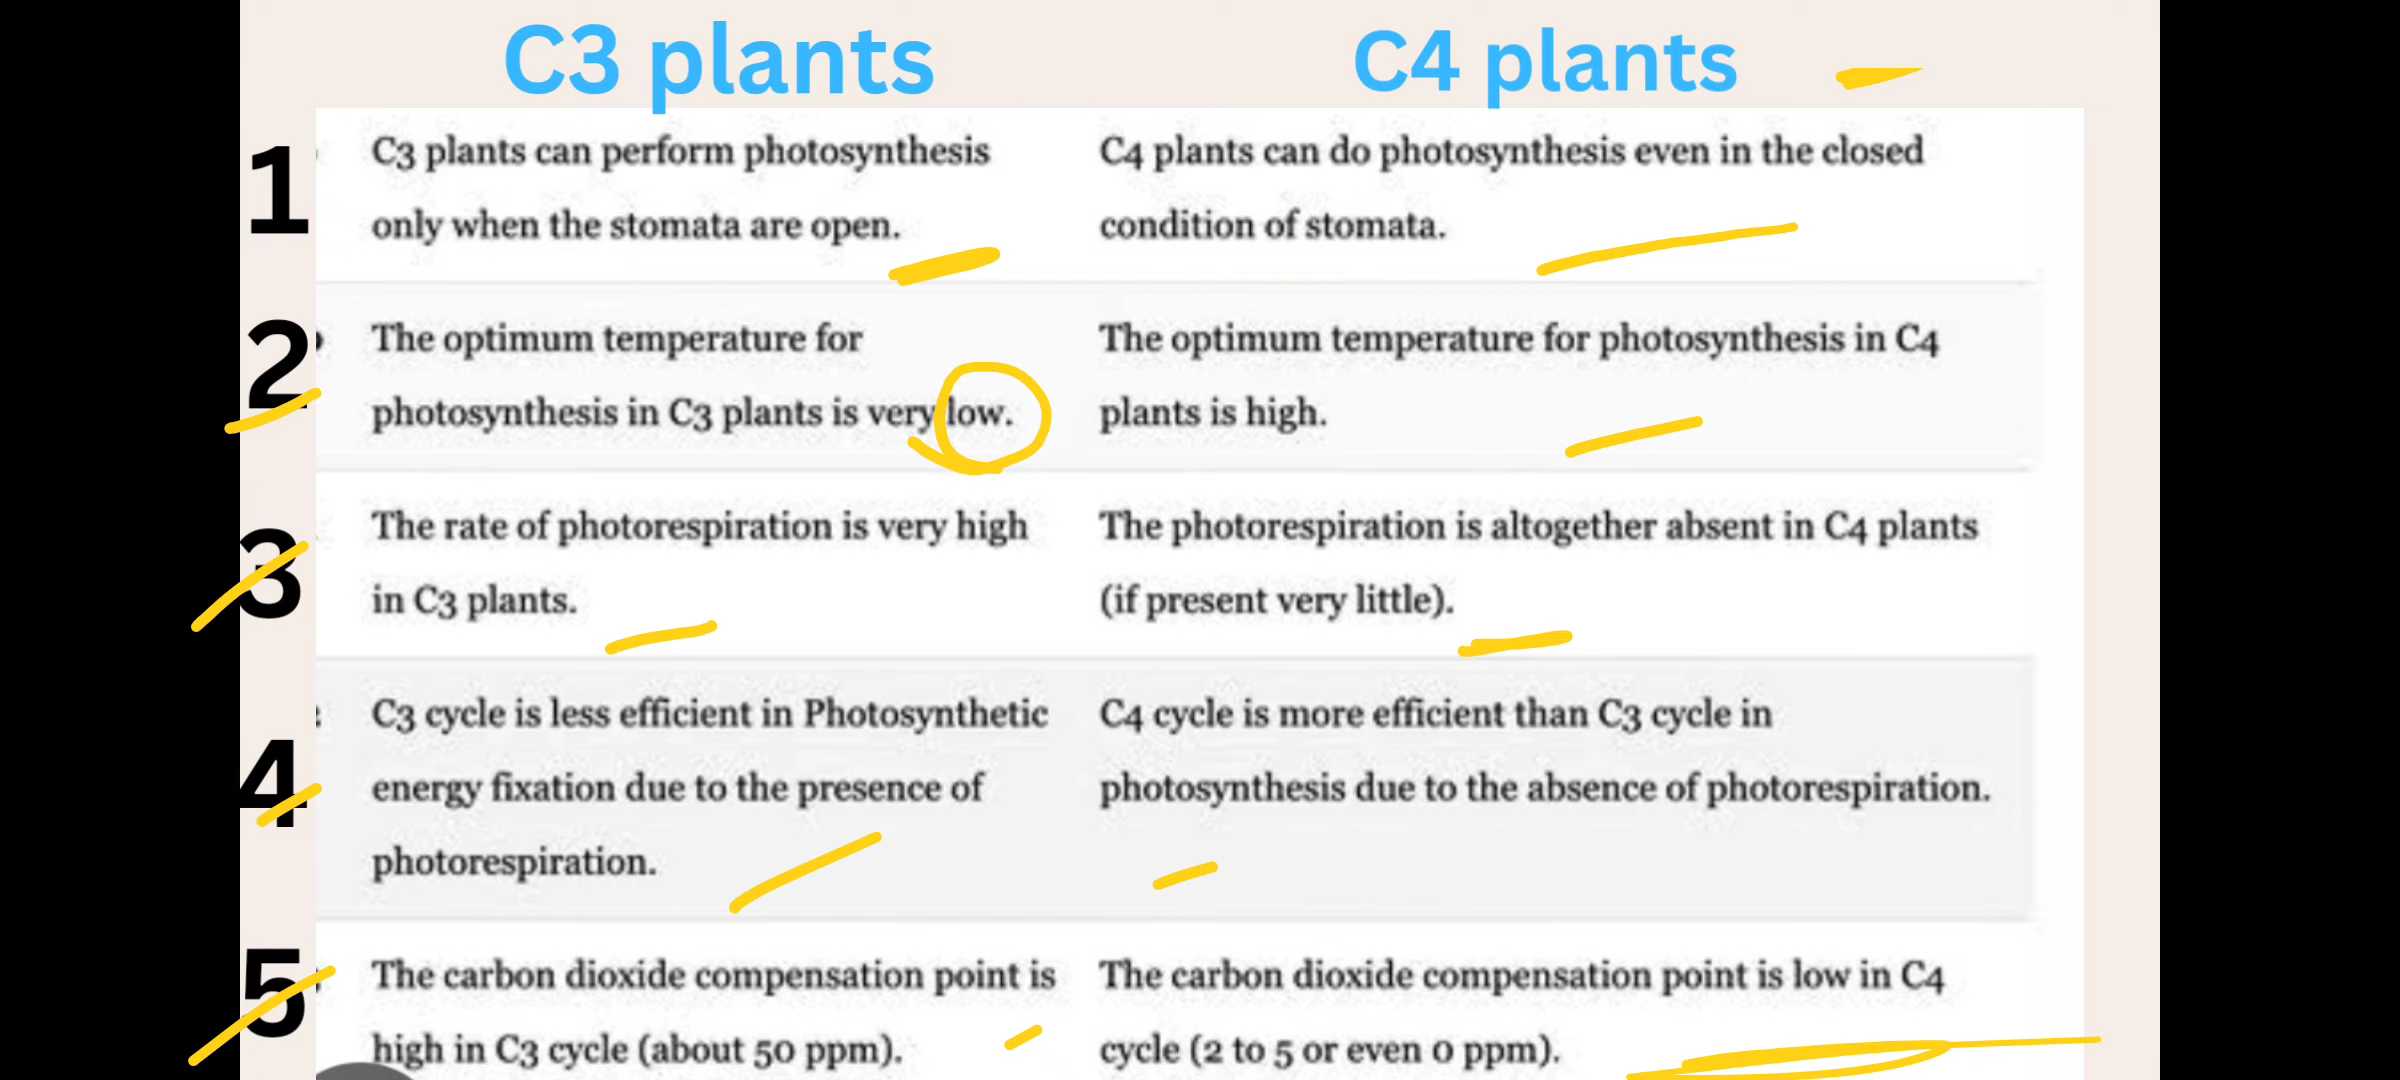 C3 plants
C4 plants
1
C3 plants can perform photosynthesis
only when the stomata are open.
C4 plants can do photosynthesis even in the closed
condition of stomata.
2
The optimum temperature for
photosynthesis in C3 plants is very low.
The optimum temperature for photosynthesis in C4
plants is high.
3
The rate of photorespiration is very high
in C3 plants.
The photorespiration is altogether absent in C4 plants
(if present very little).
4
C3 cycle is less efficient in Photosynthetic
energy fixation due to the presence of
photorespiration.
C4 cycle is more efficient than C3 cycle in
photosynthesis due to the absence of photorespiration.
5
The carbon dioxide compensation point is
high in C3 cycle (about 50 ppm).
The carbon dioxide compensation point is low in C4
cycle (2 to 5 or even 0 ppm).